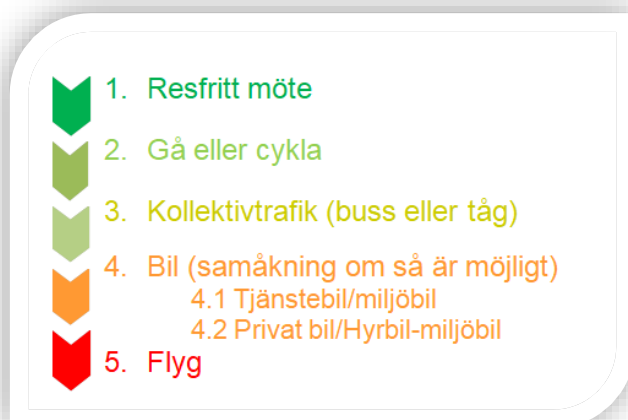 1. Resfritt möte
2. Gå eller cykla
3. Kollektivtrafik (buss eller tåg)
4. Bil (samåkning om så är möjligt)
4.1 Tjänstebil/miljöbil
4.2 Privat bil/Hyrbil-miljöbil
5. Flyg